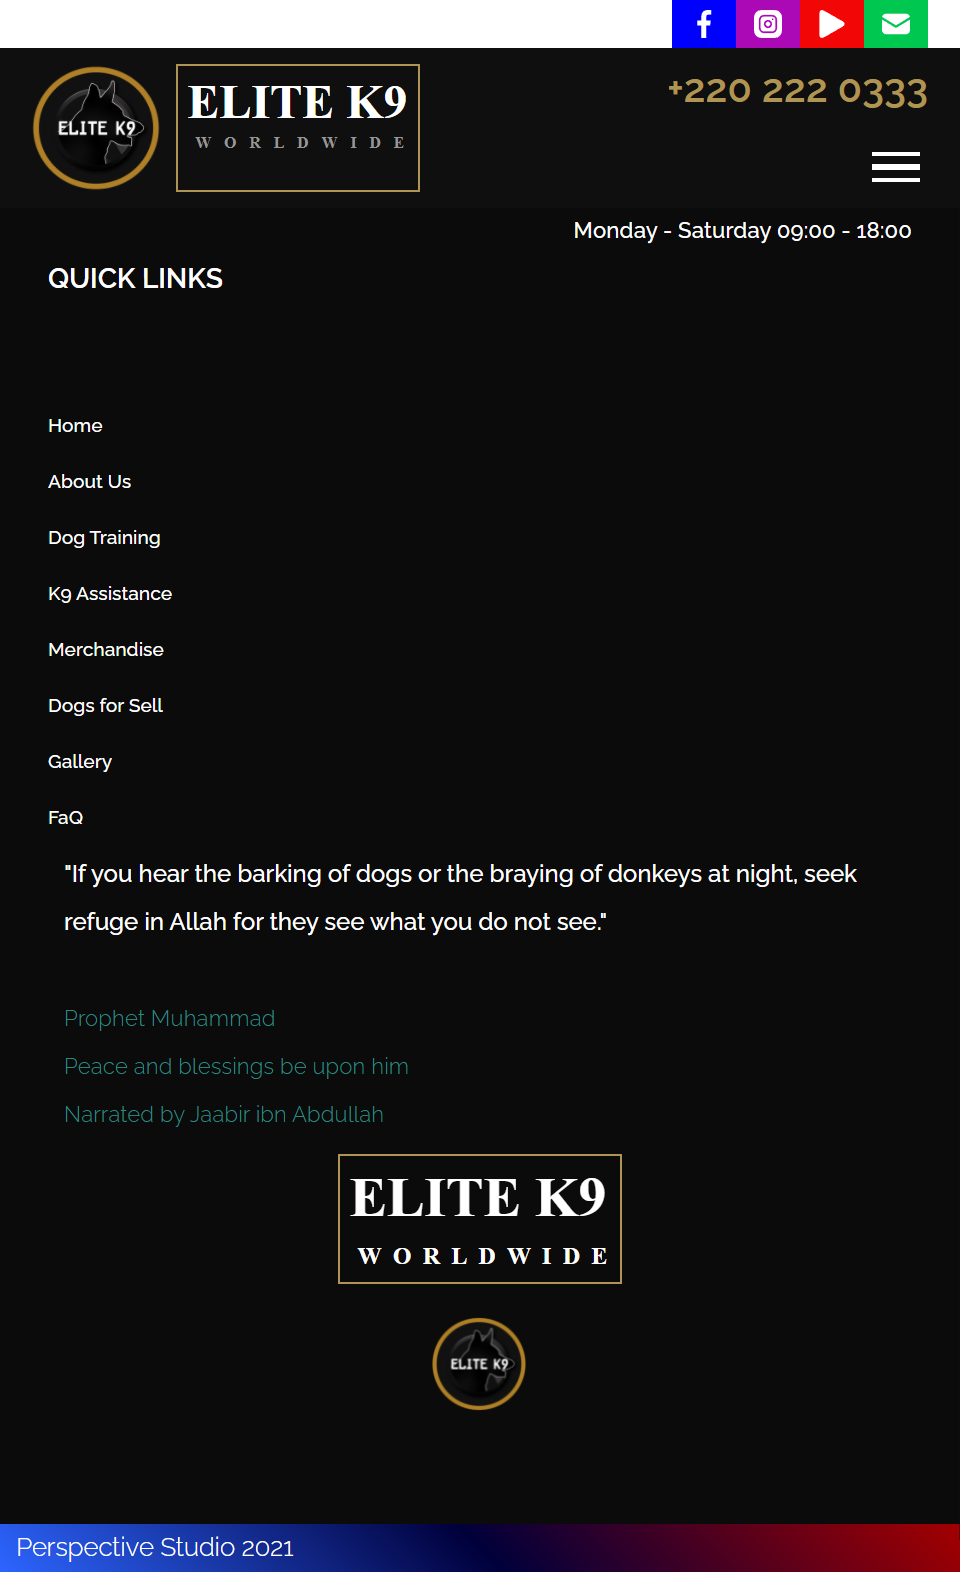 ELITE K9
ELITE K9
WORLDWIDE
+220 222 0333
Monday - Saturday 09:00 - 18:00
QUICK LINKS
Home
About Us
Dog Training
K9 Assistance
Merchandise
Dogs for Sell
Gallery
FaQ
"If you hear the barking of dogs or the braying of donkeys at night, seek
refuge in Allah for they see what you do not see."
Prophet Muhammad
Peace and blessings be upon him
Narrated by Jaabir ibn Abdullah
ELITE K9
WORLDWIDE
ELITE K9
Perspective Studio 2021